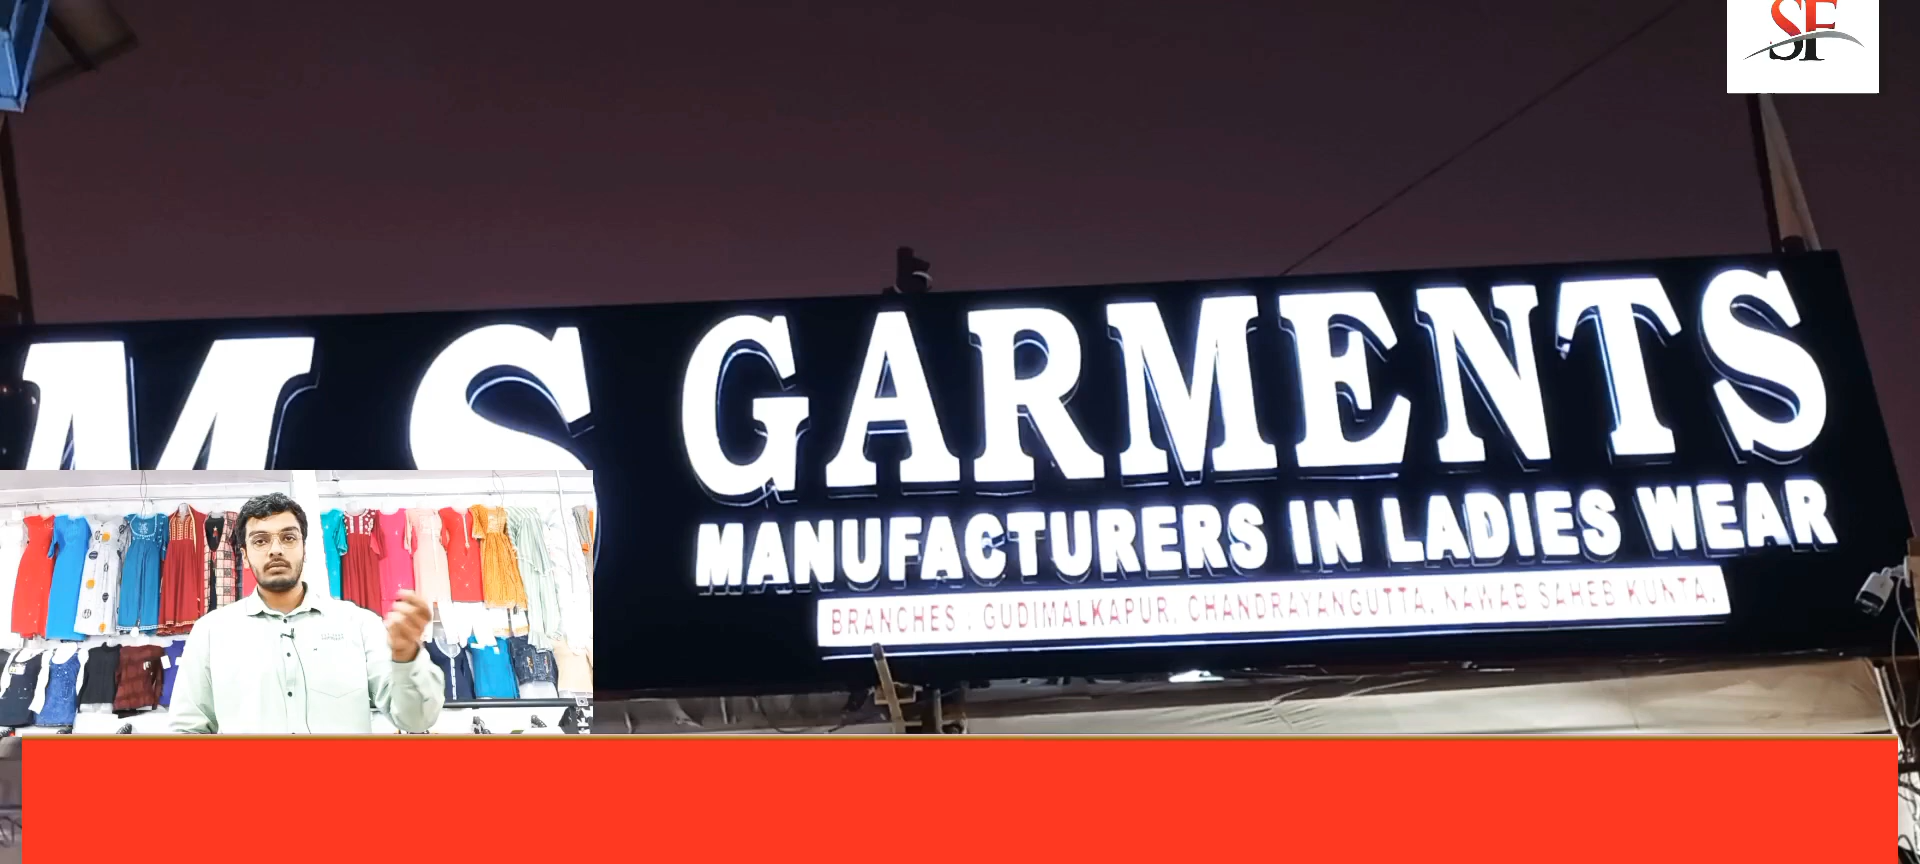 SF
M S GARMENTS
MANUFACTURERS IN LADIES WEAR
BRANCHES : GUDIMALKAPUR, CHANDRAYANGUTTA, NAWAB SAHEB KUNTA.